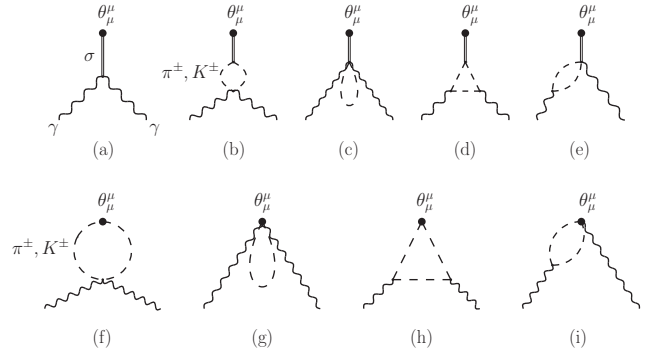 θ^μ_μ θ^μ_μ θ^μ_μ θ^μ_μ θ^μ_μ
σ π±, K±
γ γ
(a) (b) (c) (d) (e)
θ^μ_μ θ^μ_μ θ^μ_μ θ^μ_μ
π±, K±
(f) (g) (h) (i)